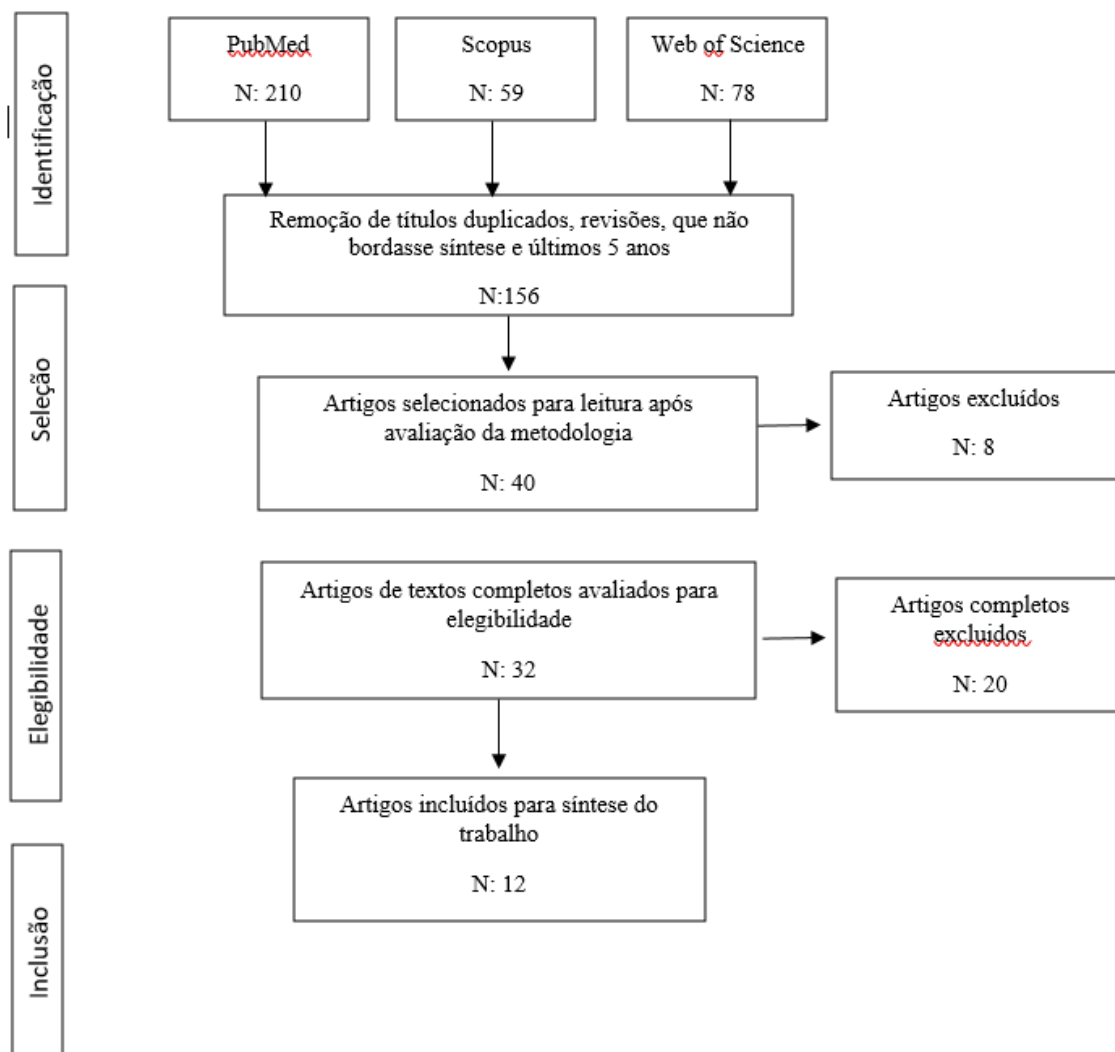 Identificação
PubMed
N: 210
Scopus
N: 59
Web of Science
N: 78
Remoção de títulos duplicados, revisões, que não
bordasse síntese e últimos 5 anos
N:156
Seleção
Artigos selecionados para leitura após
avaliação da metodologia
N: 40
Artigos excluídos
N: 8
Elegibilidade
Artigos de textos completos avaliados para
elegibilidade
N: 32
Artigos completos
excluidos
N: 20
Inclusão
Artigos incluídos para síntese do
trabalho
N: 12